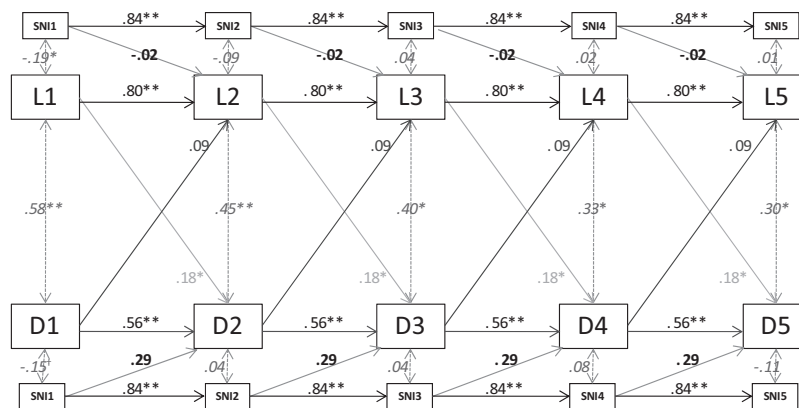 .84** .84** .84** .84**
SNI1 SNI2 SNI3 SNI4 SNI5
-.19* -.02 -.09 -.02 .04 -.02 .02 -.02 .01
L1 .80** L2 .80** L3 .80** L4 .80** L5
.09 .09 .09 .09
.58** .45** .40* .33* .30*
.18* .18* .18* .18*
D1 .56** D2 .56** D3 .56** D4 .56** D5
-.15+ .29 .04 .29 .04 .29 .08 .29 -.11
SNI1 .84** SNI2 .84** SNI3 .84** SNI4 .84** SNI5